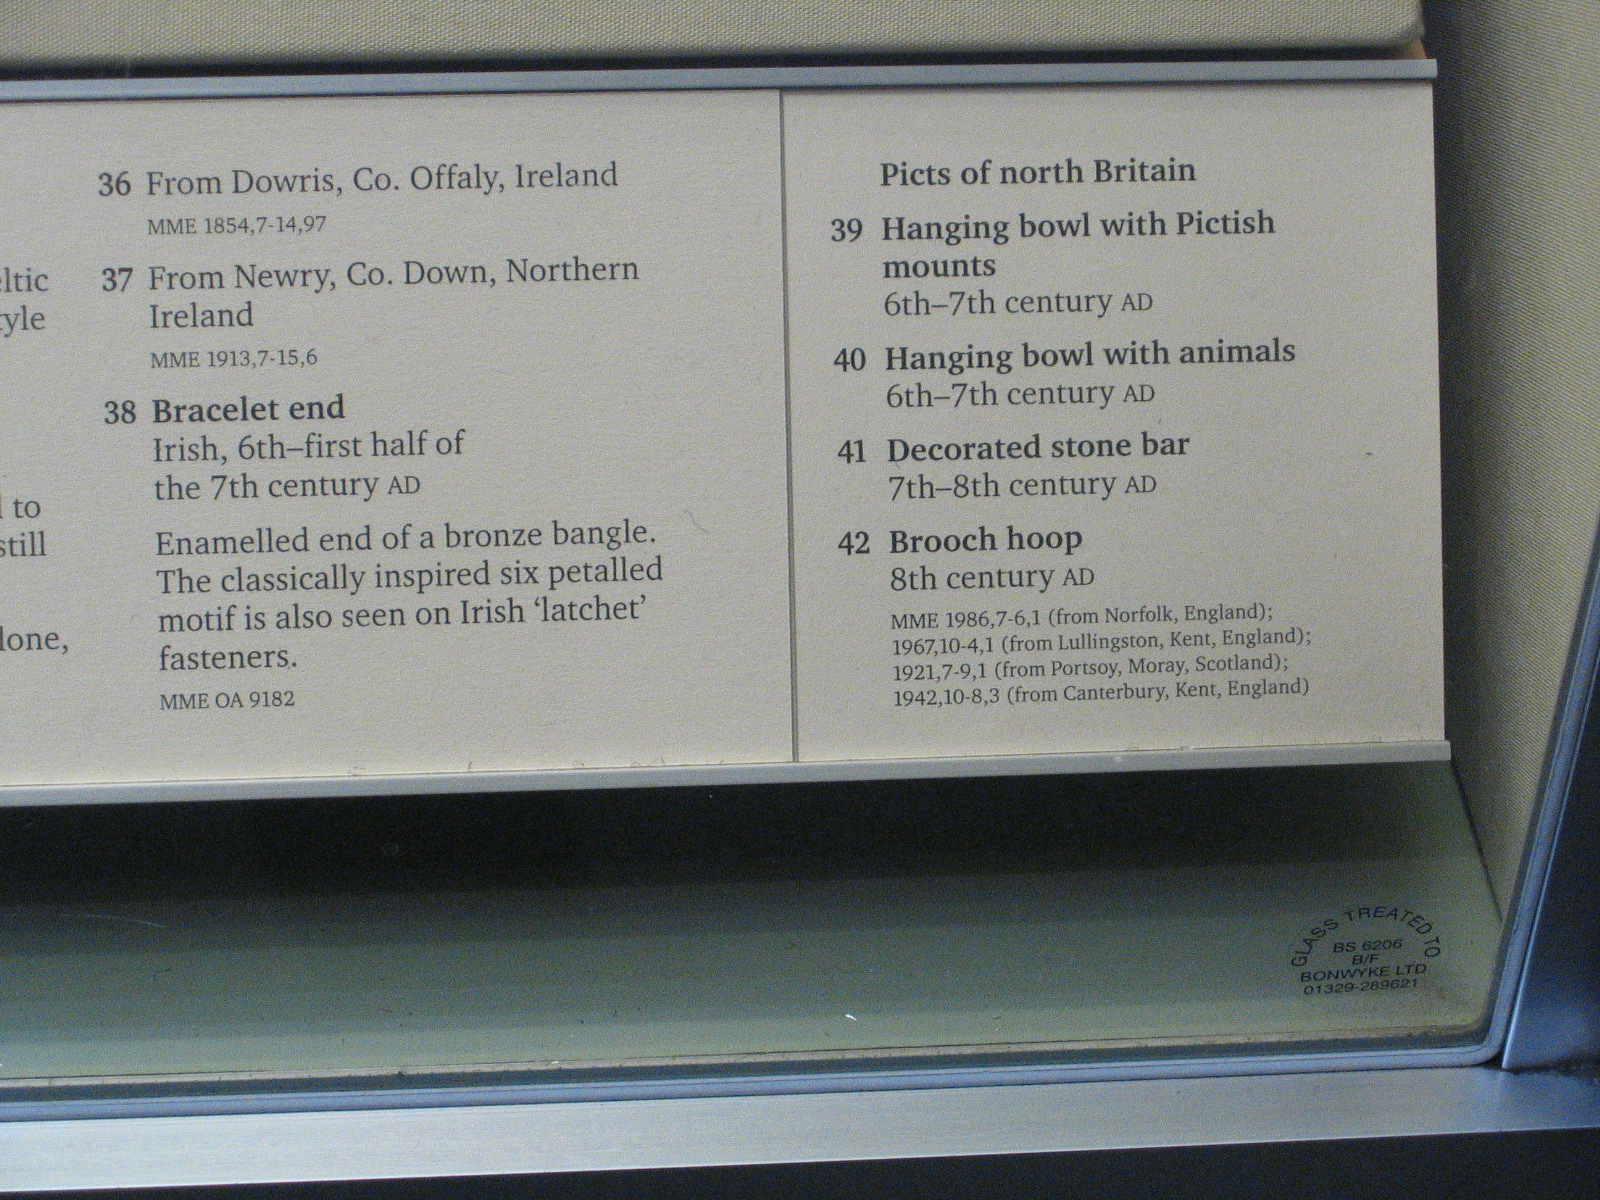 ltic
yle
to
still
lone,
36 From Dowris, Co. Offaly, Ireland
MME 1854,7-14,97
37 From Newry, Co. Down, Northern
Ireland
MME 1913,7-15,6
38 Bracelet end
Irish, 6th–first half of
the 7th century AD
Enamelled end of a bronze bangle.
The classically inspired six petalled
motif is also seen on Irish ‘latchet’
fasteners.
MME OA 9182
Picts of north Britain
39 Hanging bowl with Pictish
mounts
6th–7th century AD
40 Hanging bowl with animals
6th–7th century AD
41 Decorated stone bar
7th–8th century AD
42 Brooch hoop
8th century AD
MME 1986,7-6,1 (from Norfolk, England);
1967,10-4,1 (from Lullingston, Kent, England);
1921,7-9,1 (from Portsoy, Moray, Scotland);
1942,10-8,3 (from Canterbury, Kent, England)
GLASS TREATED TO
BS 6206
B/F
BONWYKE LTD
01329-289621